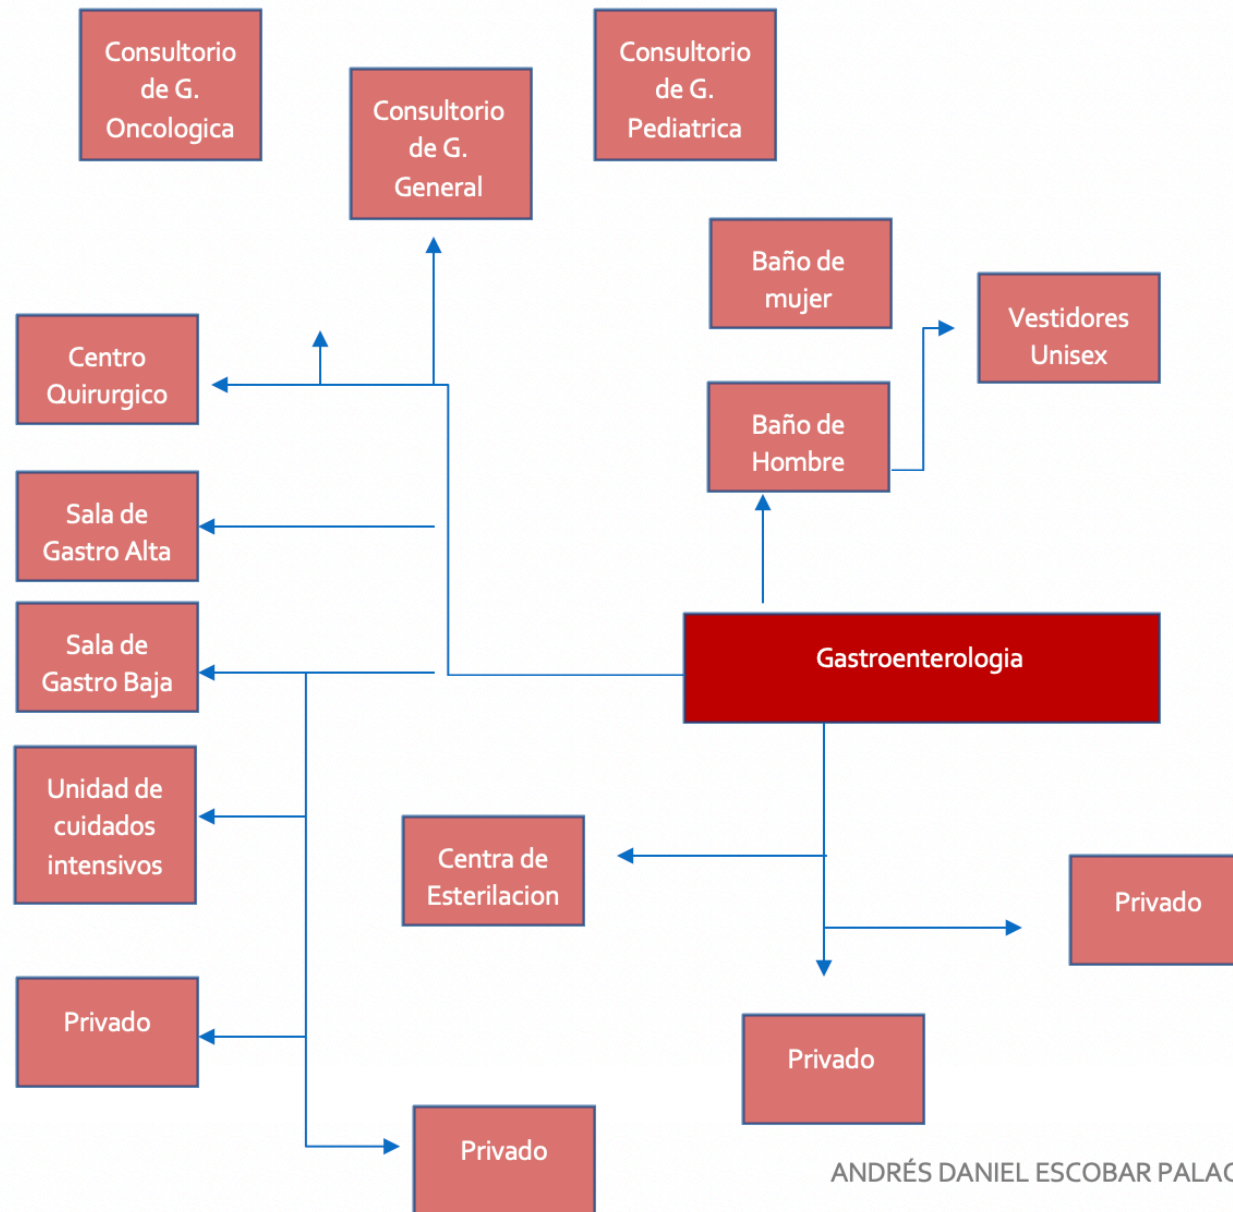 Consultorio
de G.
Oncologica
Consultorio
de G.
General
Consultorio
de G.
Pediatrica
Baño de
mujer
Vestidores
Unisex
Centro
Quirurgico
Baño de
Hombre
Sala de
Gastro Alta
Sala de
Gastro Baja
Gastroenterologia
Unidad de
cuidados
intensivos
Centra de
Esterilacion
Privado
Privado
Privado
Privado
ANDRÉS DANIEL ESCOBAR